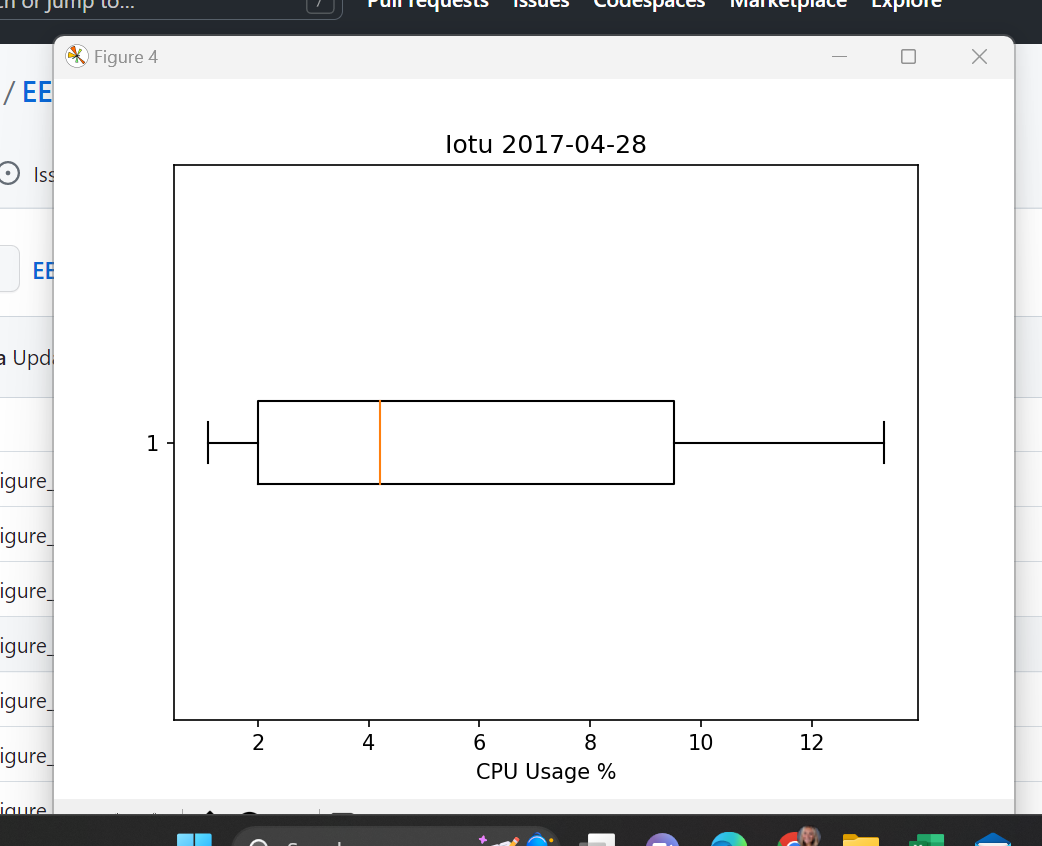 or jump to... / Pull requests Issues Codespaces Marketplace Explore
Figure 4
/ EE
Iotu 2017-04-28
Iss
EE
a Upda
1
igure_
igure_
igure_
igure_
igure_
igure_
igure_
2 4 6 8 10 12
CPU Usage %